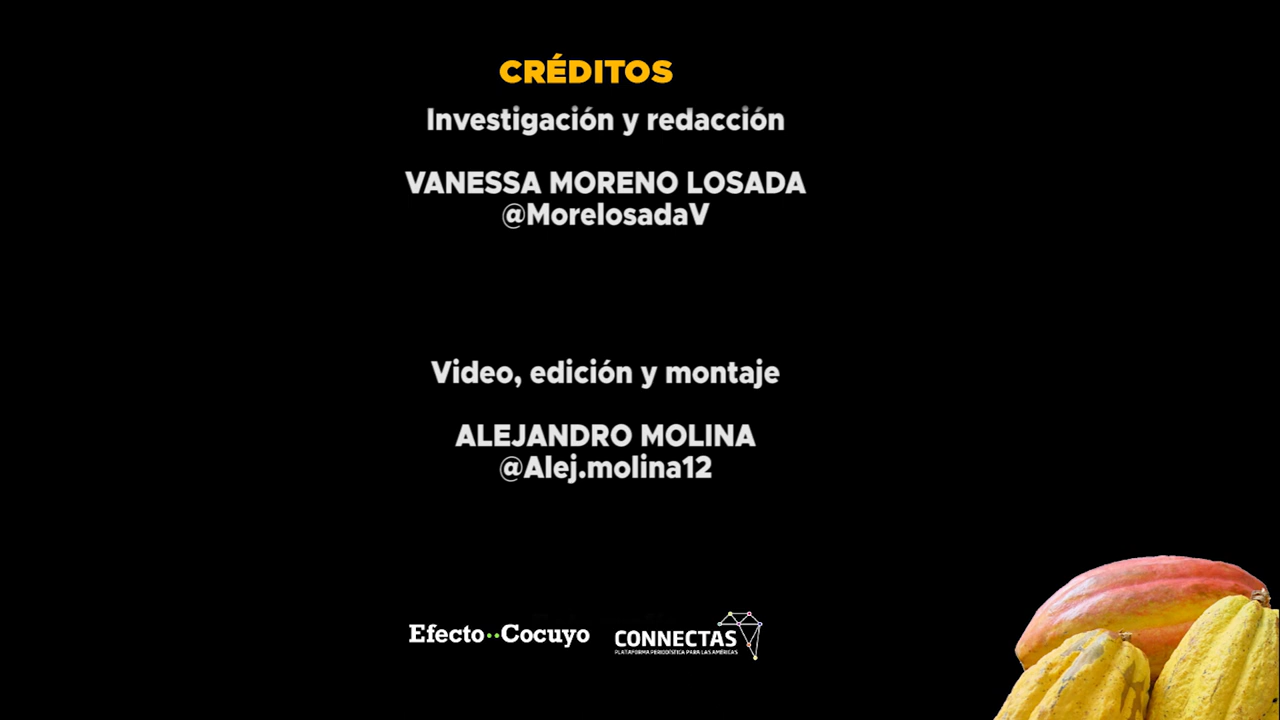 CRÉDITOS
Investigación y redacción
VANESSA MORENO LOSADA
@MorelosadaV
Video, edición y montaje
ALEJANDRO MOLINA
@Alej.molina12
Efecto··Cocuyo
CONNECTAS
PLATAFORMA PERIODÍSTICA PARA LAS AMÉRICAS